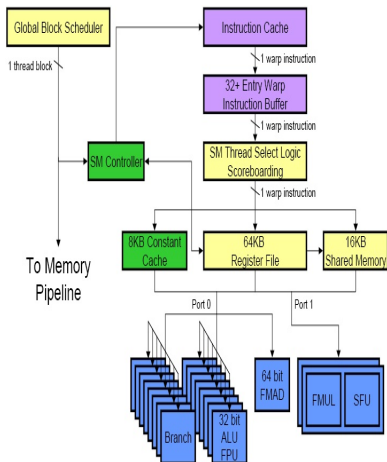 Global Block Scheduler
Instruction Cache
1 thread block
1 warp instruction
32+ Entry Warp
Instruction Buffer
1 warp instruction
SM Controller
SM Thread Select Logic
Scoreboarding
1 warp instruction
8KB Constant
Cache
64KB
Register File
16KB
Shared Memory
To Memory
Pipeline
Port 0
Port 1
Branch
32 bit
ALU
FPU
64 bit
FMAD
FMUL
SFU